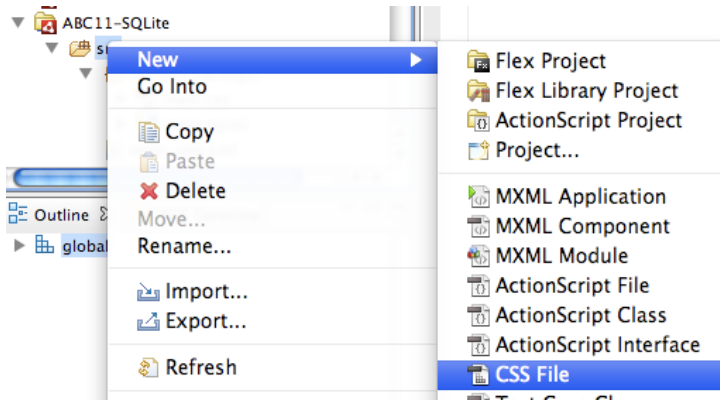 ABC11-SQLite
New
Go Into
Copy
Paste
Delete
Move...
Rename...
Import...
Export...
Refresh
Outline
global
Flex Project
Flex Library Project
ActionScript Project
Project...
MXML Application
MXML Component
MXML Module
ActionScript File
ActionScript Class
ActionScript Interface
CSS File